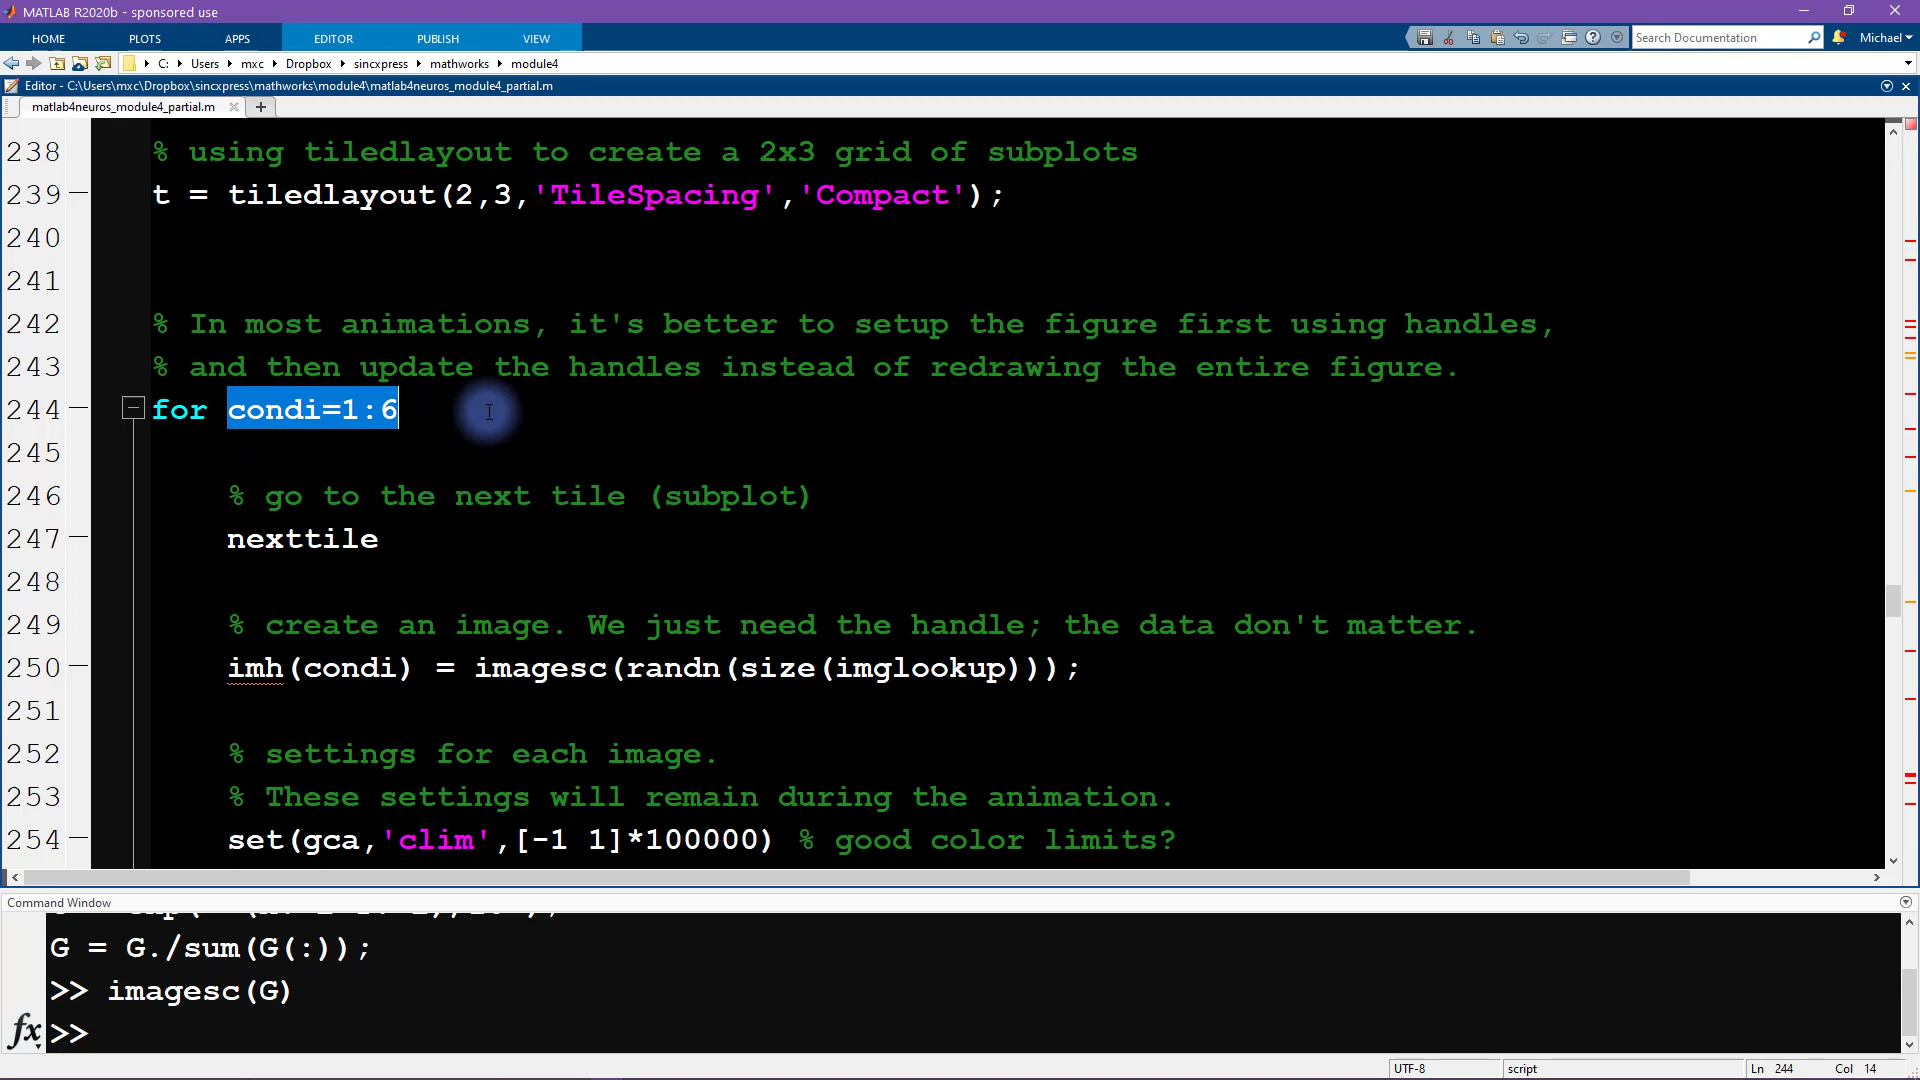 MATLAB R2020b - sponsored use
HOME PLOTS APPS EDITOR PUBLISH VIEW Search Documentation Michael
C: Users mxc Dropbox sincxpress mathworks module4
Editor - C:\Users\mxc\Dropbox\sincxpress\mathworks\module4\matlab4neuros_module4_partial.m
matlab4neuros_module4_partial.m
238 % using tiledlayout to create a 2x3 grid of subplots
239 t = tiledlayout(2,3,'TileSpacing','Compact');
240
241
242 % In most animations, it's better to setup the figure first using handles,
243 % and then update the handles instead of redrawing the entire figure.
244 for condi=1:6
245
246 % go to the next tile (subplot)
247 nexttile
248
249 % create an image. We just need the handle; the data don't matter.
250 imh(condi) = imagesc(randn(size(imglookup)));
251
252 % settings for each image.
253 % These settings will remain during the animation.
254 set(gca,'clim',[-1 1]*100000) % good color limits?
Command Window
G = G./sum(G(:));
>> imagesc(G)
fx >>
UTF-8 script Ln 244 Col 14